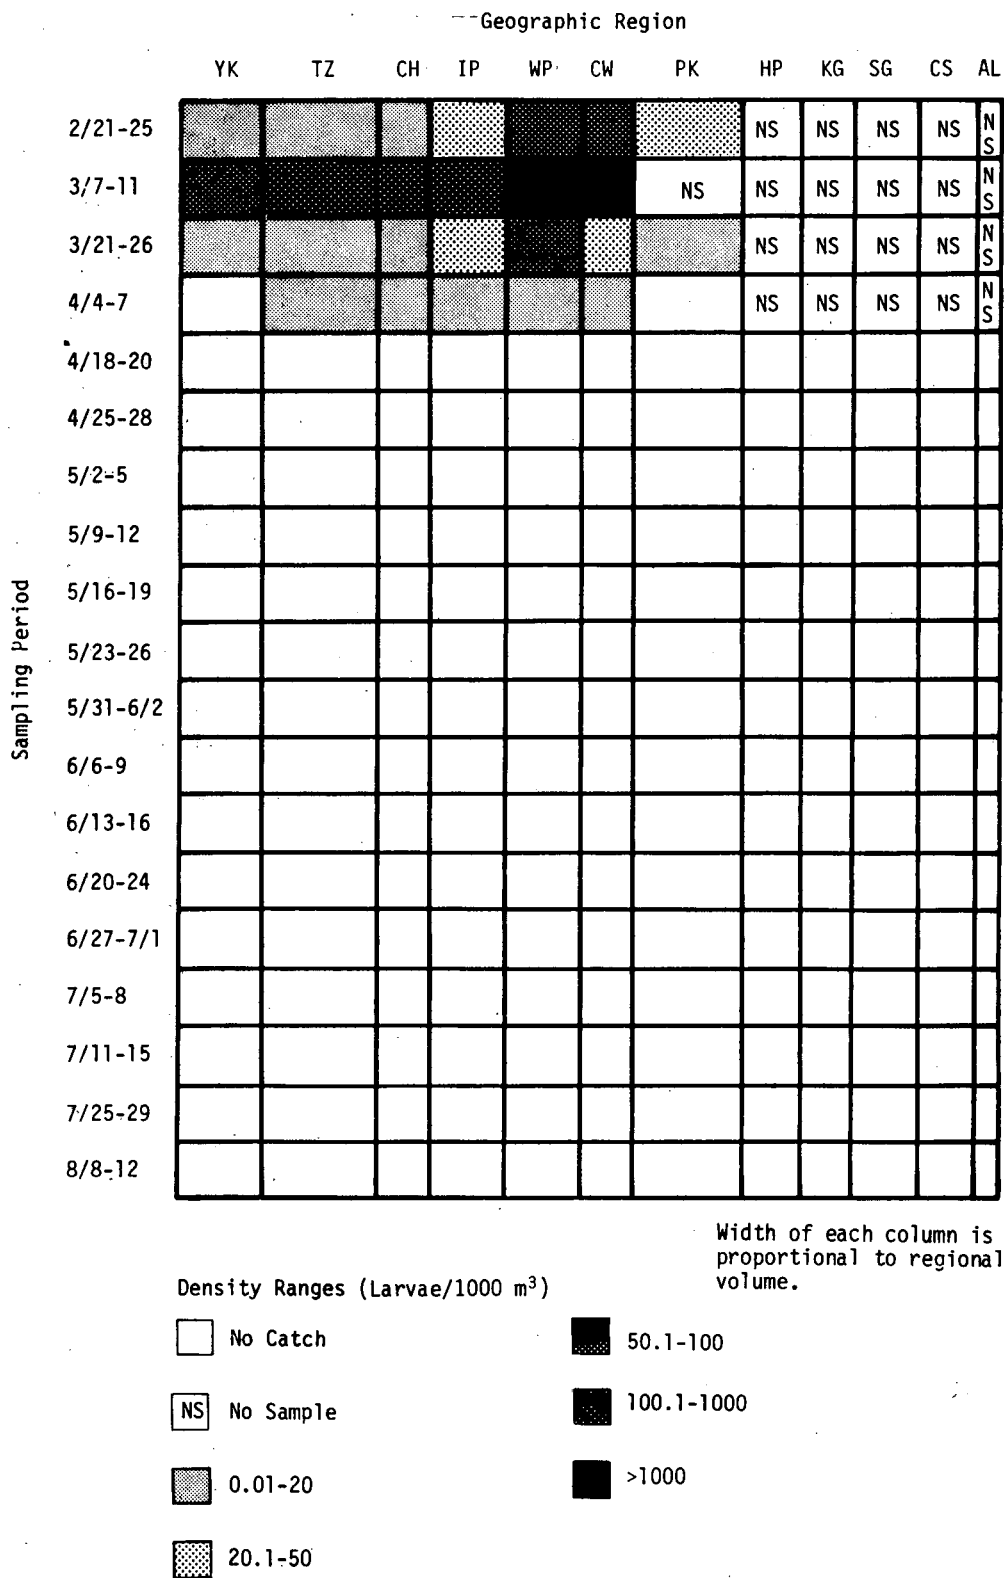 Geographic Region
YK TZ CH IP WP CW PK HP KG SG CS AL
2/21-25 NS NS NS NS NS
3/7-11 NS NS NS NS NS NS
3/21-26 NS NS NS NS NS
4/4-7 NS NS NS NS NS
4/18-20
4/25-28
5/2-5
5/9-12
5/16-19
5/23-26
5/31-6/2
6/6-9
6/13-16
6/20-24
6/27-7/1
7/5-8
7/11-15
7/25-29
8/8-12
Sampling Period
Width of each column is
proportional to regional
volume.
Density Ranges (Larvae/1000 m³)
No Catch
NS No Sample
0.01-20
20.1-50
50.1-100
100.1-1000
>1000